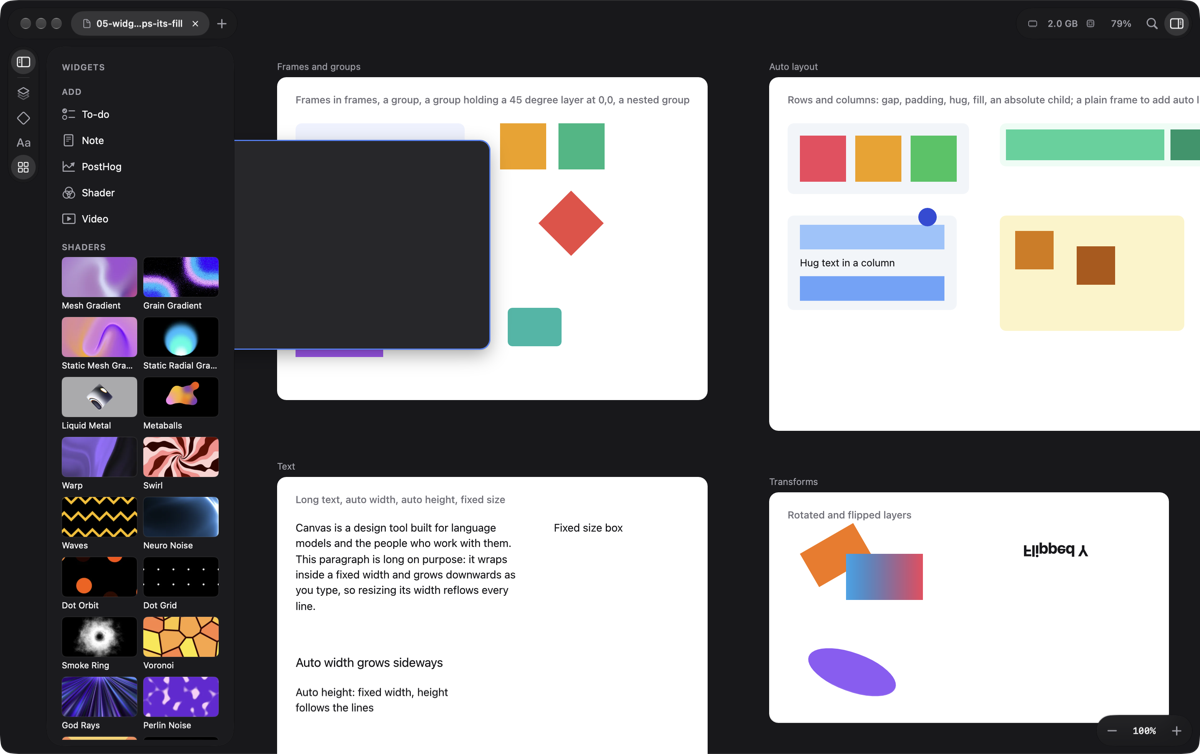 05-widg...ps-its-fill
2.0 GB
79%
WIDGETS
ADD
To-do
Note
PostHog
Shader
Video
SHADERS
Mesh Gradient
Grain Gradient
Static Mesh Gra...
Static Radial Gra...
Liquid Metal
Metaballs
Warp
Swirl
Waves
Neuro Noise
Dot Orbit
Dot Grid
Smoke Ring
Voronoi
God Rays
Perlin Noise
Aa
Frames and groups
Frames in frames, a group, a group holding a 45 degree layer at 0,0, a nested group
Auto layout
Rows and columns: gap, padding, hug, fill, an absolute child; a plain frame to add auto l
Hug text in a column
Text
Long text, auto width, auto height, fixed size
Canvas is a design tool built for language
models and the people who work with them.
This paragraph is long on purpose: it wraps
inside a fixed width and grows downwards as
you type, so resizing its width reflows every
line.
Fixed size box
Auto width grows sideways
Auto height: fixed width, height
follows the lines
Transforms
Rotated and flipped layers
Flipped Y
100%